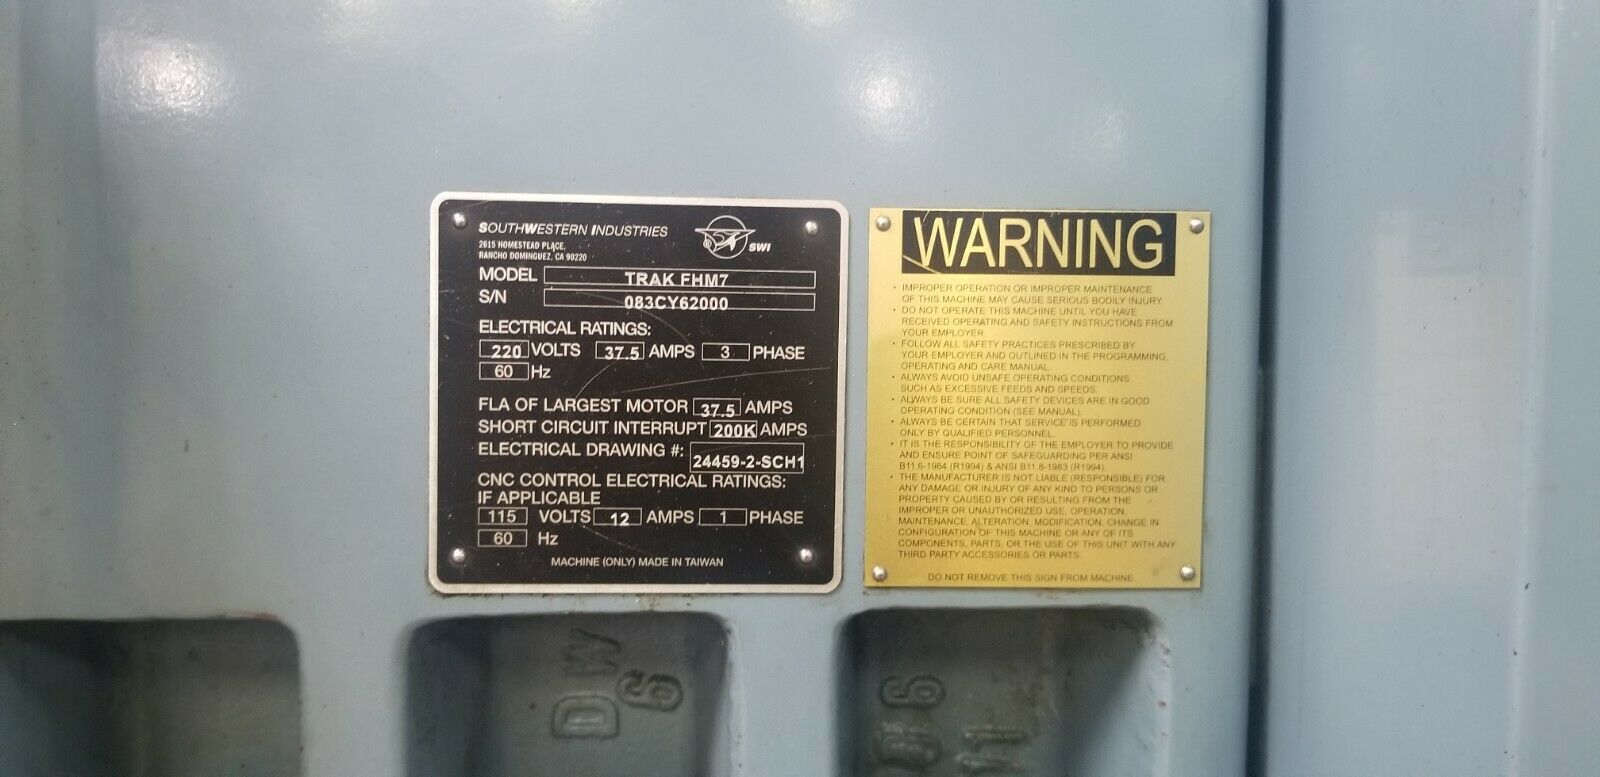 SOUTHWESTERN INDUSTRIES
SWI
2615 HOMESTEAD PLACE,
RANCHO DOMINGUEZ, CA 90220
MODEL TRAK FHM7
S/N 083CY62000
ELECTRICAL RATINGS:
220 VOLTS 37.5 AMPS 3 PHASE
60 Hz
FLA OF LARGEST MOTOR 37.5 AMPS
SHORT CIRCUIT INTERRUPT 200K AMPS
ELECTRICAL DRAWING #: 24459-2-SCH1
CNC CONTROL ELECTRICAL RATINGS:
IF APPLICABLE
115 VOLTS 12 AMPS 1 PHASE
60 Hz
MACHINE (ONLY) MADE IN TAIWAN
WARNING
• IMPROPER OPERATION OR IMPROPER MAINTENANCE
OF THIS MACHINE MAY CAUSE SERIOUS BODILY INJURY.
• DO NOT OPERATE THIS MACHINE UNTIL YOU HAVE
RECEIVED OPERATING AND SAFETY INSTRUCTIONS FROM
YOUR EMPLOYER.
• FOLLOW ALL SAFETY PRACTICES PRESCRIBED BY
YOUR EMPLOYER AND OUTLINED IN THE PROGRAMMING,
OPERATING AND CARE MANUAL.
• ALWAYS AVOID UNSAFE OPERATING CONDITIONS
SUCH AS EXCESSIVE FEEDS AND SPEEDS.
• ALWAYS BE SURE ALL SAFETY DEVICES ARE IN GOOD
OPERATING CONDITION (SEE MANUAL).
• ALWAYS BE CERTAIN THAT SERVICE IS PERFORMED
ONLY BY QUALIFIED PERSONNEL.
• IT IS THE RESPONSIBILITY OF THE EMPLOYER TO PROVIDE
AND ENSURE POINT OF SAFEGUARDING PER ANSI
B11.6-1984 (R1994) & ANSI B11.8-1983 (R1994).
• THE MANUFACTURER IS NOT LIABLE (RESPONSIBLE) FOR
ANY DAMAGE OR INJURY OF ANY KIND TO PERSONS OR
PROPERTY CAUSED BY OR RESULTING FROM THE
IMPROPER OR UNAUTHORIZED USE, OPERATION,
MAINTENANCE, ALTERATION, MODIFICATION, CHANGE IN
CONFIGURATION OF THIS MACHINE OR ANY OF ITS
COMPONENTS, PARTS, OR THE USE OF THIS UNIT WITH ANY
THIRD PARTY ACCESSORIES OR PARTS.
DO NOT REMOVE THIS SIGN FROM MACHINE.
DW
6